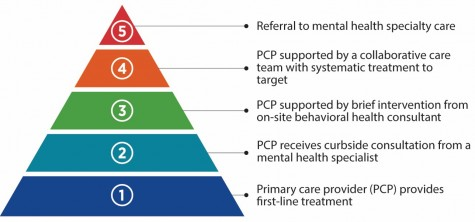 5
Referral to mental health specialty care
4
PCP supported by a collaborative care
team with systematic treatment to
target
3
PCP supported by brief intervention from
on-site behavioral health consultant
2
PCP receives curbside consultation from a
mental health specialist
1
Primary care provider (PCP) provides
first-line treatment